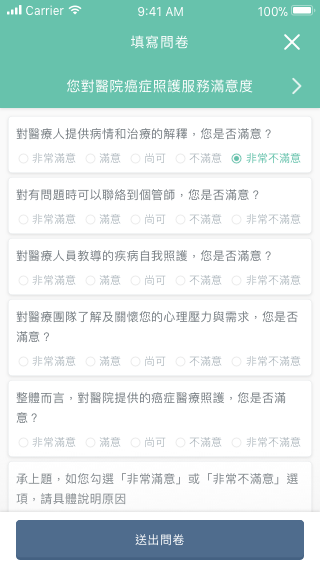 Carrier 9:41 AM 100%
填寫問卷
您對醫院癌症照護服務滿意度
對醫療人提供病情和治療的解釋，您是否滿意？
非常滿意 滿意 尚可 不滿意 非常不滿意
對有問題時可以聯絡到個管師，您是否滿意？
非常滿意 滿意 尚可 不滿意 非常不滿意
對醫療人員教導的疾病自我照護，您是否滿意？
非常滿意 滿意 尚可 不滿意 非常不滿意
對醫療團隊了解及關懷您的心理壓力與需求，您是否
滿意？
非常滿意 滿意 尚可 不滿意 非常不滿意
整體而言，對醫院提供的癌症醫療照護，您是否滿
意？
非常滿意 滿意 尚可 不滿意 非常不滿意
承上題，如您勾選「非常滿意」或「非常不滿意」選
項，請具體說明原因
送出問卷